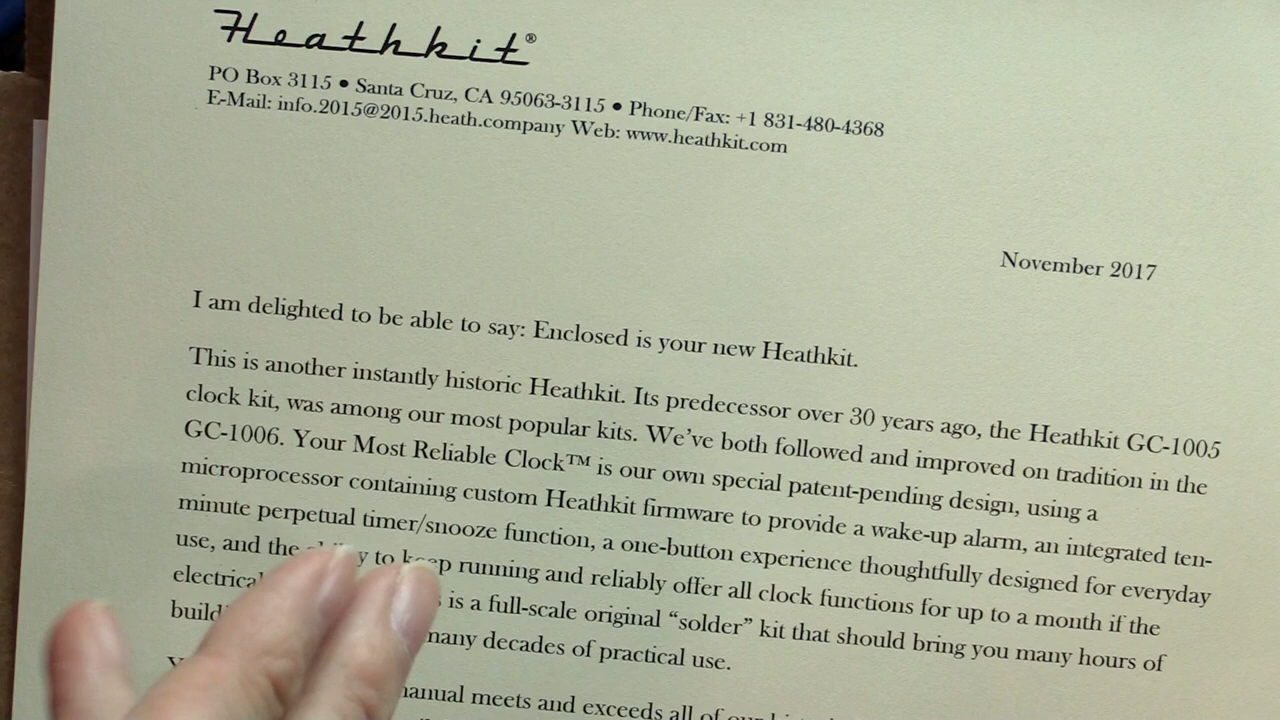 Heathkit®
PO Box 3115 • Santa Cruz, CA 95063-3115 • Phone/Fax: +1 831-480-4368
E-Mail: info.2015@2015.heath.company Web: www.heathkit.com
November 2017
I am delighted to be able to say: Enclosed is your new Heathkit.
This is another instantly historic Heathkit. Its predecessor over 30 years ago, the Heathkit GC-1005
clock kit, was among our most popular kits. We've both followed and improved on tradition in the
GC-1006. Your Most Reliable Clock™ is our own special patent-pending design, using a
microprocessor containing custom Heathkit firmware to provide a wake-up alarm, an integrated ten-
minute perpetual timer/snooze function, a one-button experience thoughtfully designed for everyday
use, and the to keep running and reliably offer all clock functions for up to a month if the
is a full-scale original “solder” kit that should bring you many hours of
many decades of practical use.
manual meets and exceeds all of our